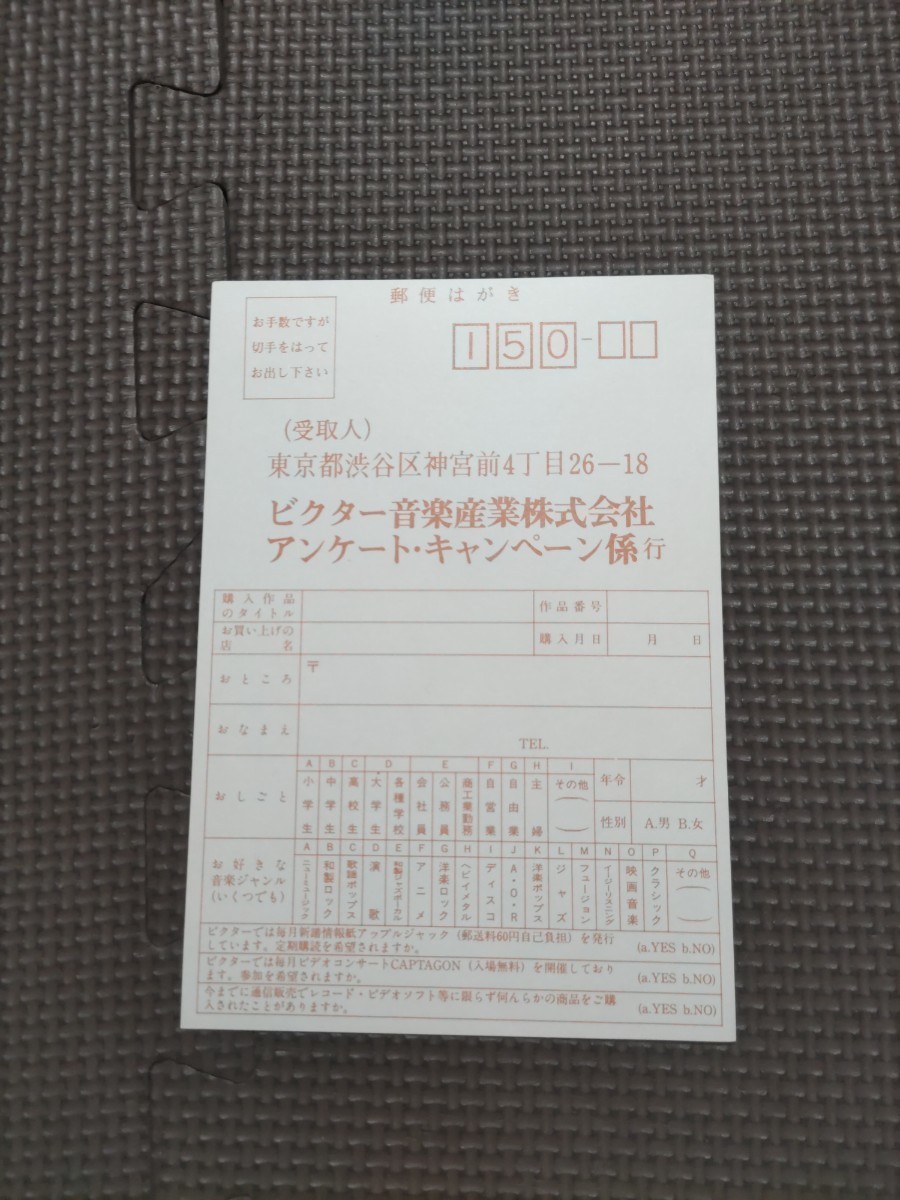 郵便はがき
お手数ですが
切手をはって
お出し下さい
150-
(受取人)
東京都渋谷区神宮前4丁目26-18
ビクター音楽産業株式会社
アンケート・キャンペーン係行
購入作品
のタイトル
作品番号
お買い上げの
店名
購入月日
月 日
おところ
〒
おなまえ
TEL.
おしごと
A B C D E F G H I
小学生
中学生
高校生
大学生
各種学校
会社員
公務員
商工業勤務
自営業
自由業
主婦
その他
年令
才
性別
A.男 B.女
お好きな
音楽ジャンル
(いくつでも)
A B C D E F G H I J K L M N O P Q
ニューミュージック
和製ロック
歌謡ポップス
演歌
和製ジャズボーカル
アニメ
洋楽ロック
ヘビィメタル
ディスコ
A・O・R
洋楽ポップス
ジャズ
フュージョン
イージーリスニング
映画音楽
クラシック
その他
ビクターでは毎月新譜情報紙アップルジャック(郵送料60円自己負担)を発行
しています。定期購読を希望されますか。 (a.YES b.NO)
ビクターでは毎月ビデオコンサートCAPTAGON(入場無料)を開催しており
ます。参加を希望されますか。 (a.YES b.NO)
今までに通信販売でレコード・ビデオソフト等に限らず何んらかの商品をご購
入されたことがありますか。 (a.YES b.NO)